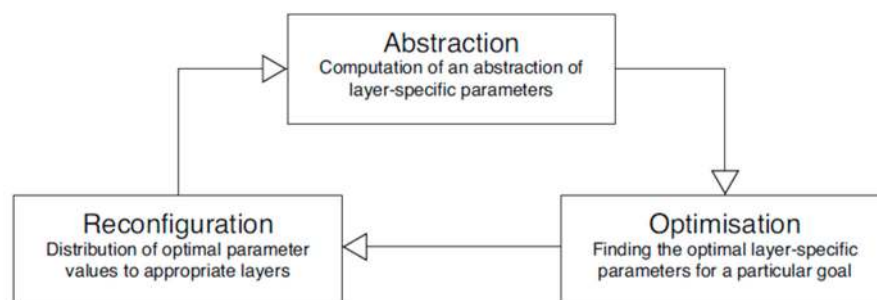 Abstraction
Computation of an abstraction of
layer-specific parameters
Reconfiguration
Distribution of optimal parameter
values to appropriate layers
Optimisation
Finding the optimal layer-specific
parameters for a particular goal